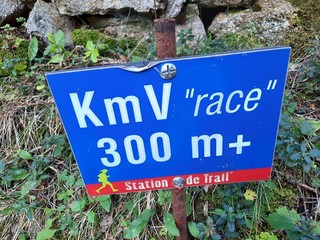 KmV "race"
300 m+
Station de Trail